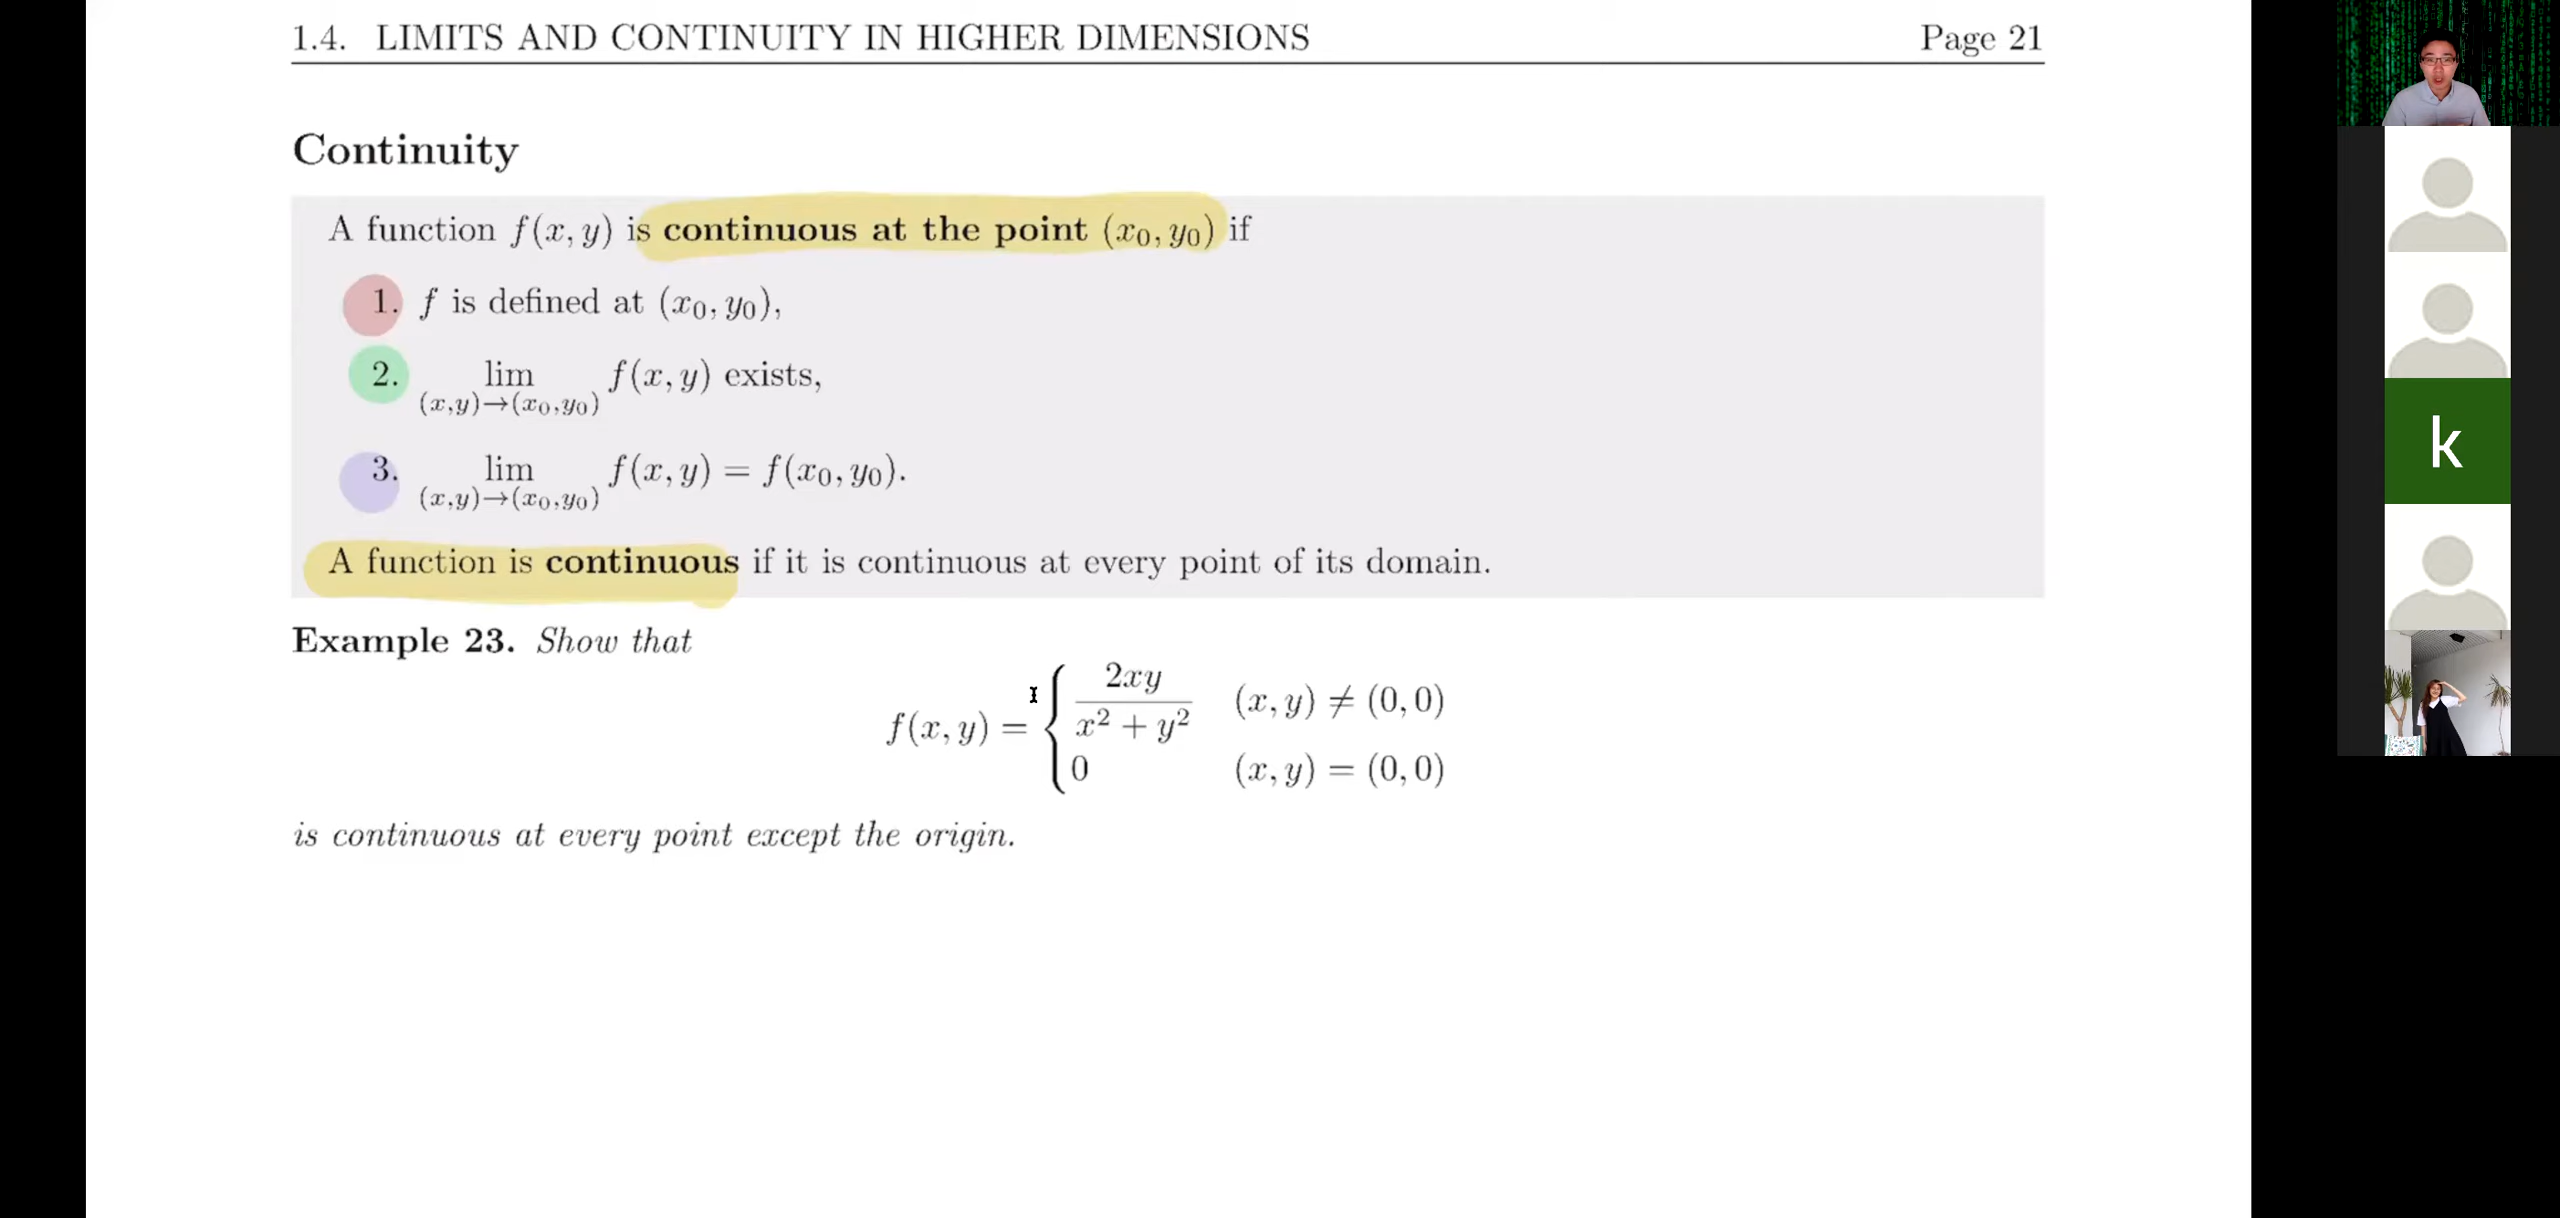 1.4. LIMITS AND CONTINUITY IN HIGHER DIMENSIONS Page 21
Continuity
A function f(x, y) is continuous at the point (x₀, y₀) if
1. f is defined at (x₀, y₀),
2. lim f(x, y) exists,
(x,y)→(x₀,y₀)
3. lim f(x, y) = f(x₀, y₀).
(x,y)→(x₀,y₀)
A function is continuous if it is continuous at every point of its domain.
Example 23. Show that
f(x, y) = { 2xy / (x² + y²) (x, y) ≠ (0, 0)
0 (x, y) = (0, 0)
is continuous at every point except the origin.
k